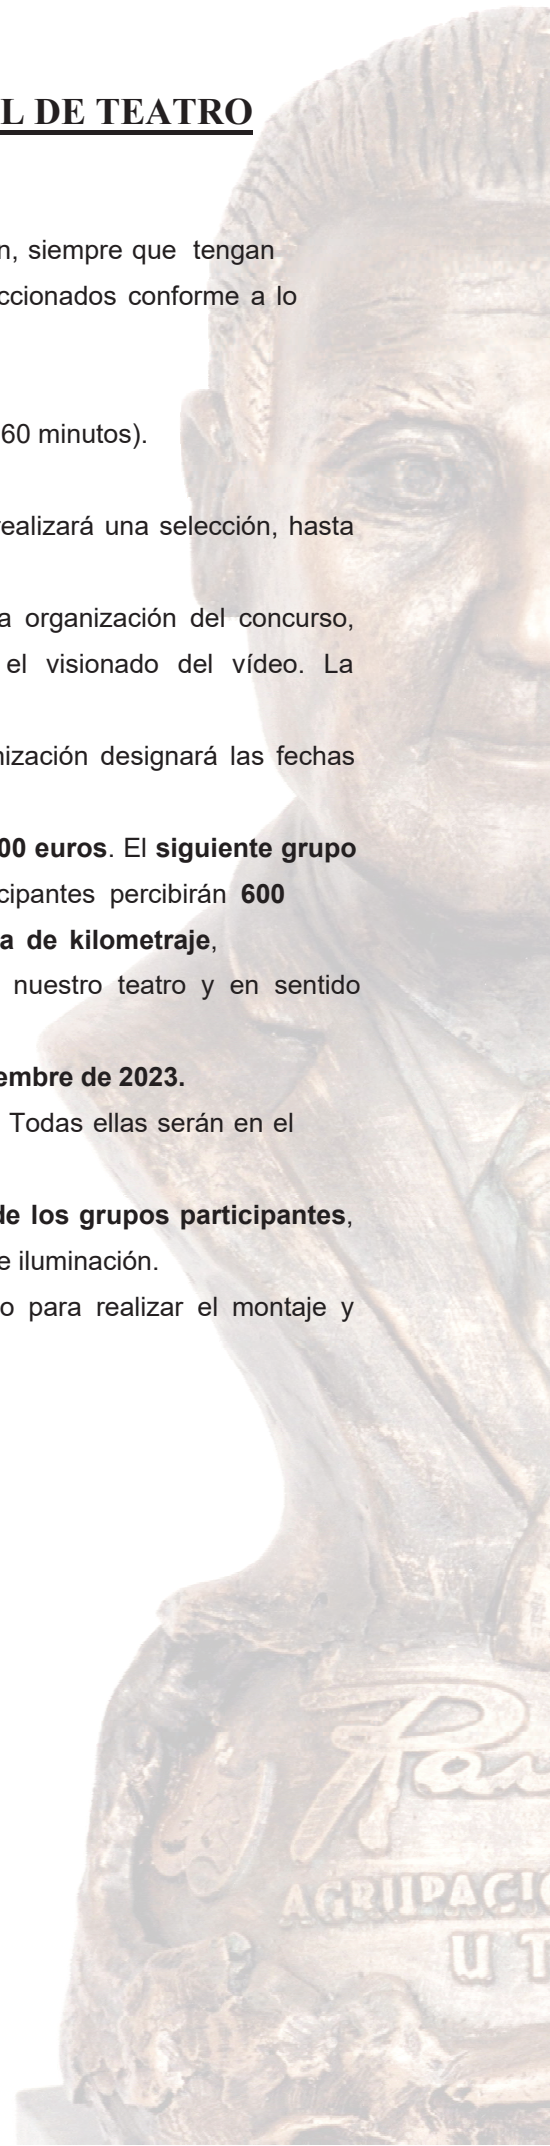 L DE TEATRO
n, siempre que tengan
ccionados conforme a lo
60 minutos).
realizará una selección, hasta
a organización del concurso,
el visionado del vídeo. La
nización designará las fechas
00 euros. El siguiente grupo
cipantes percibirán 600
a de kilometraje,
nuestro teatro y en sentido
embre de 2023.
Todas ellas serán en el
de los grupos participantes,
e iluminación.
o para realizar el montaje y
AGRUPACI
UT